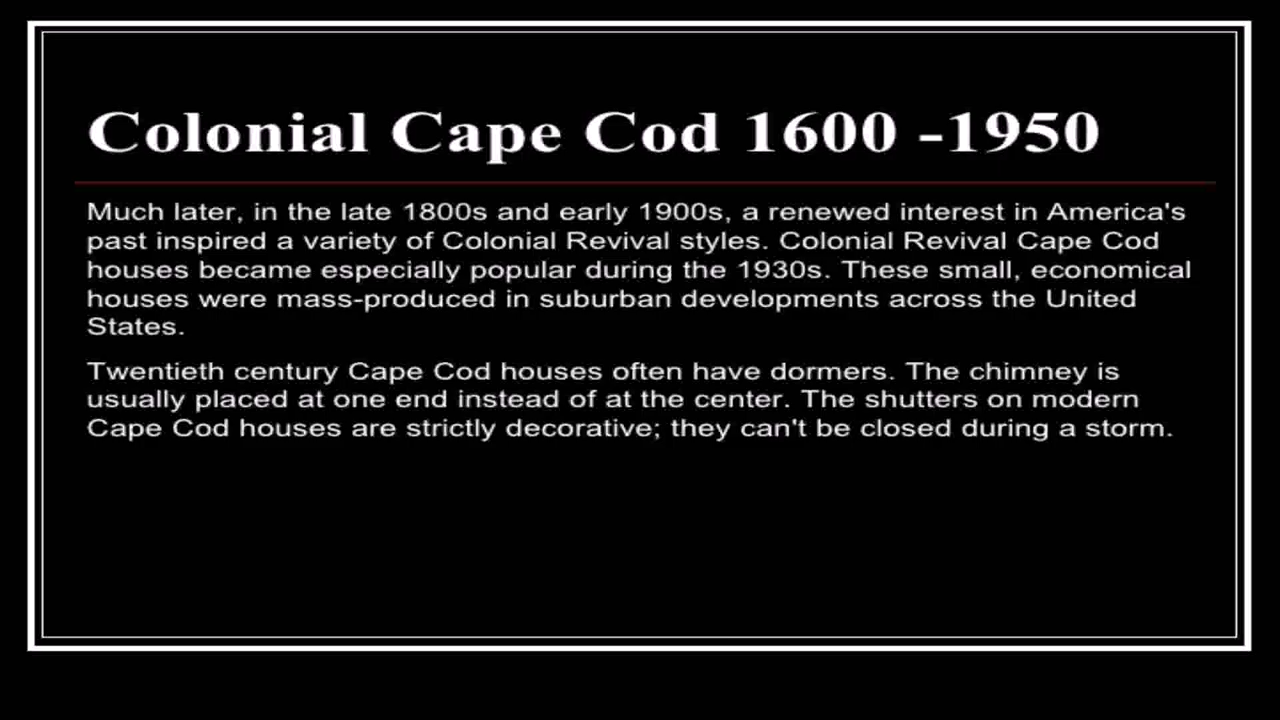 Colonial Cape Cod 1600 -1950
Much later, in the late 1800s and early 1900s, a renewed interest in America's
past inspired a variety of Colonial Revival styles. Colonial Revival Cape Cod
houses became especially popular during the 1930s. These small, economical
houses were mass-produced in suburban developments across the United
States.
Twentieth century Cape Cod houses often have dormers. The chimney is
usually placed at one end instead of at the center. The shutters on modern
Cape Cod houses are strictly decorative; they can't be closed during a storm.